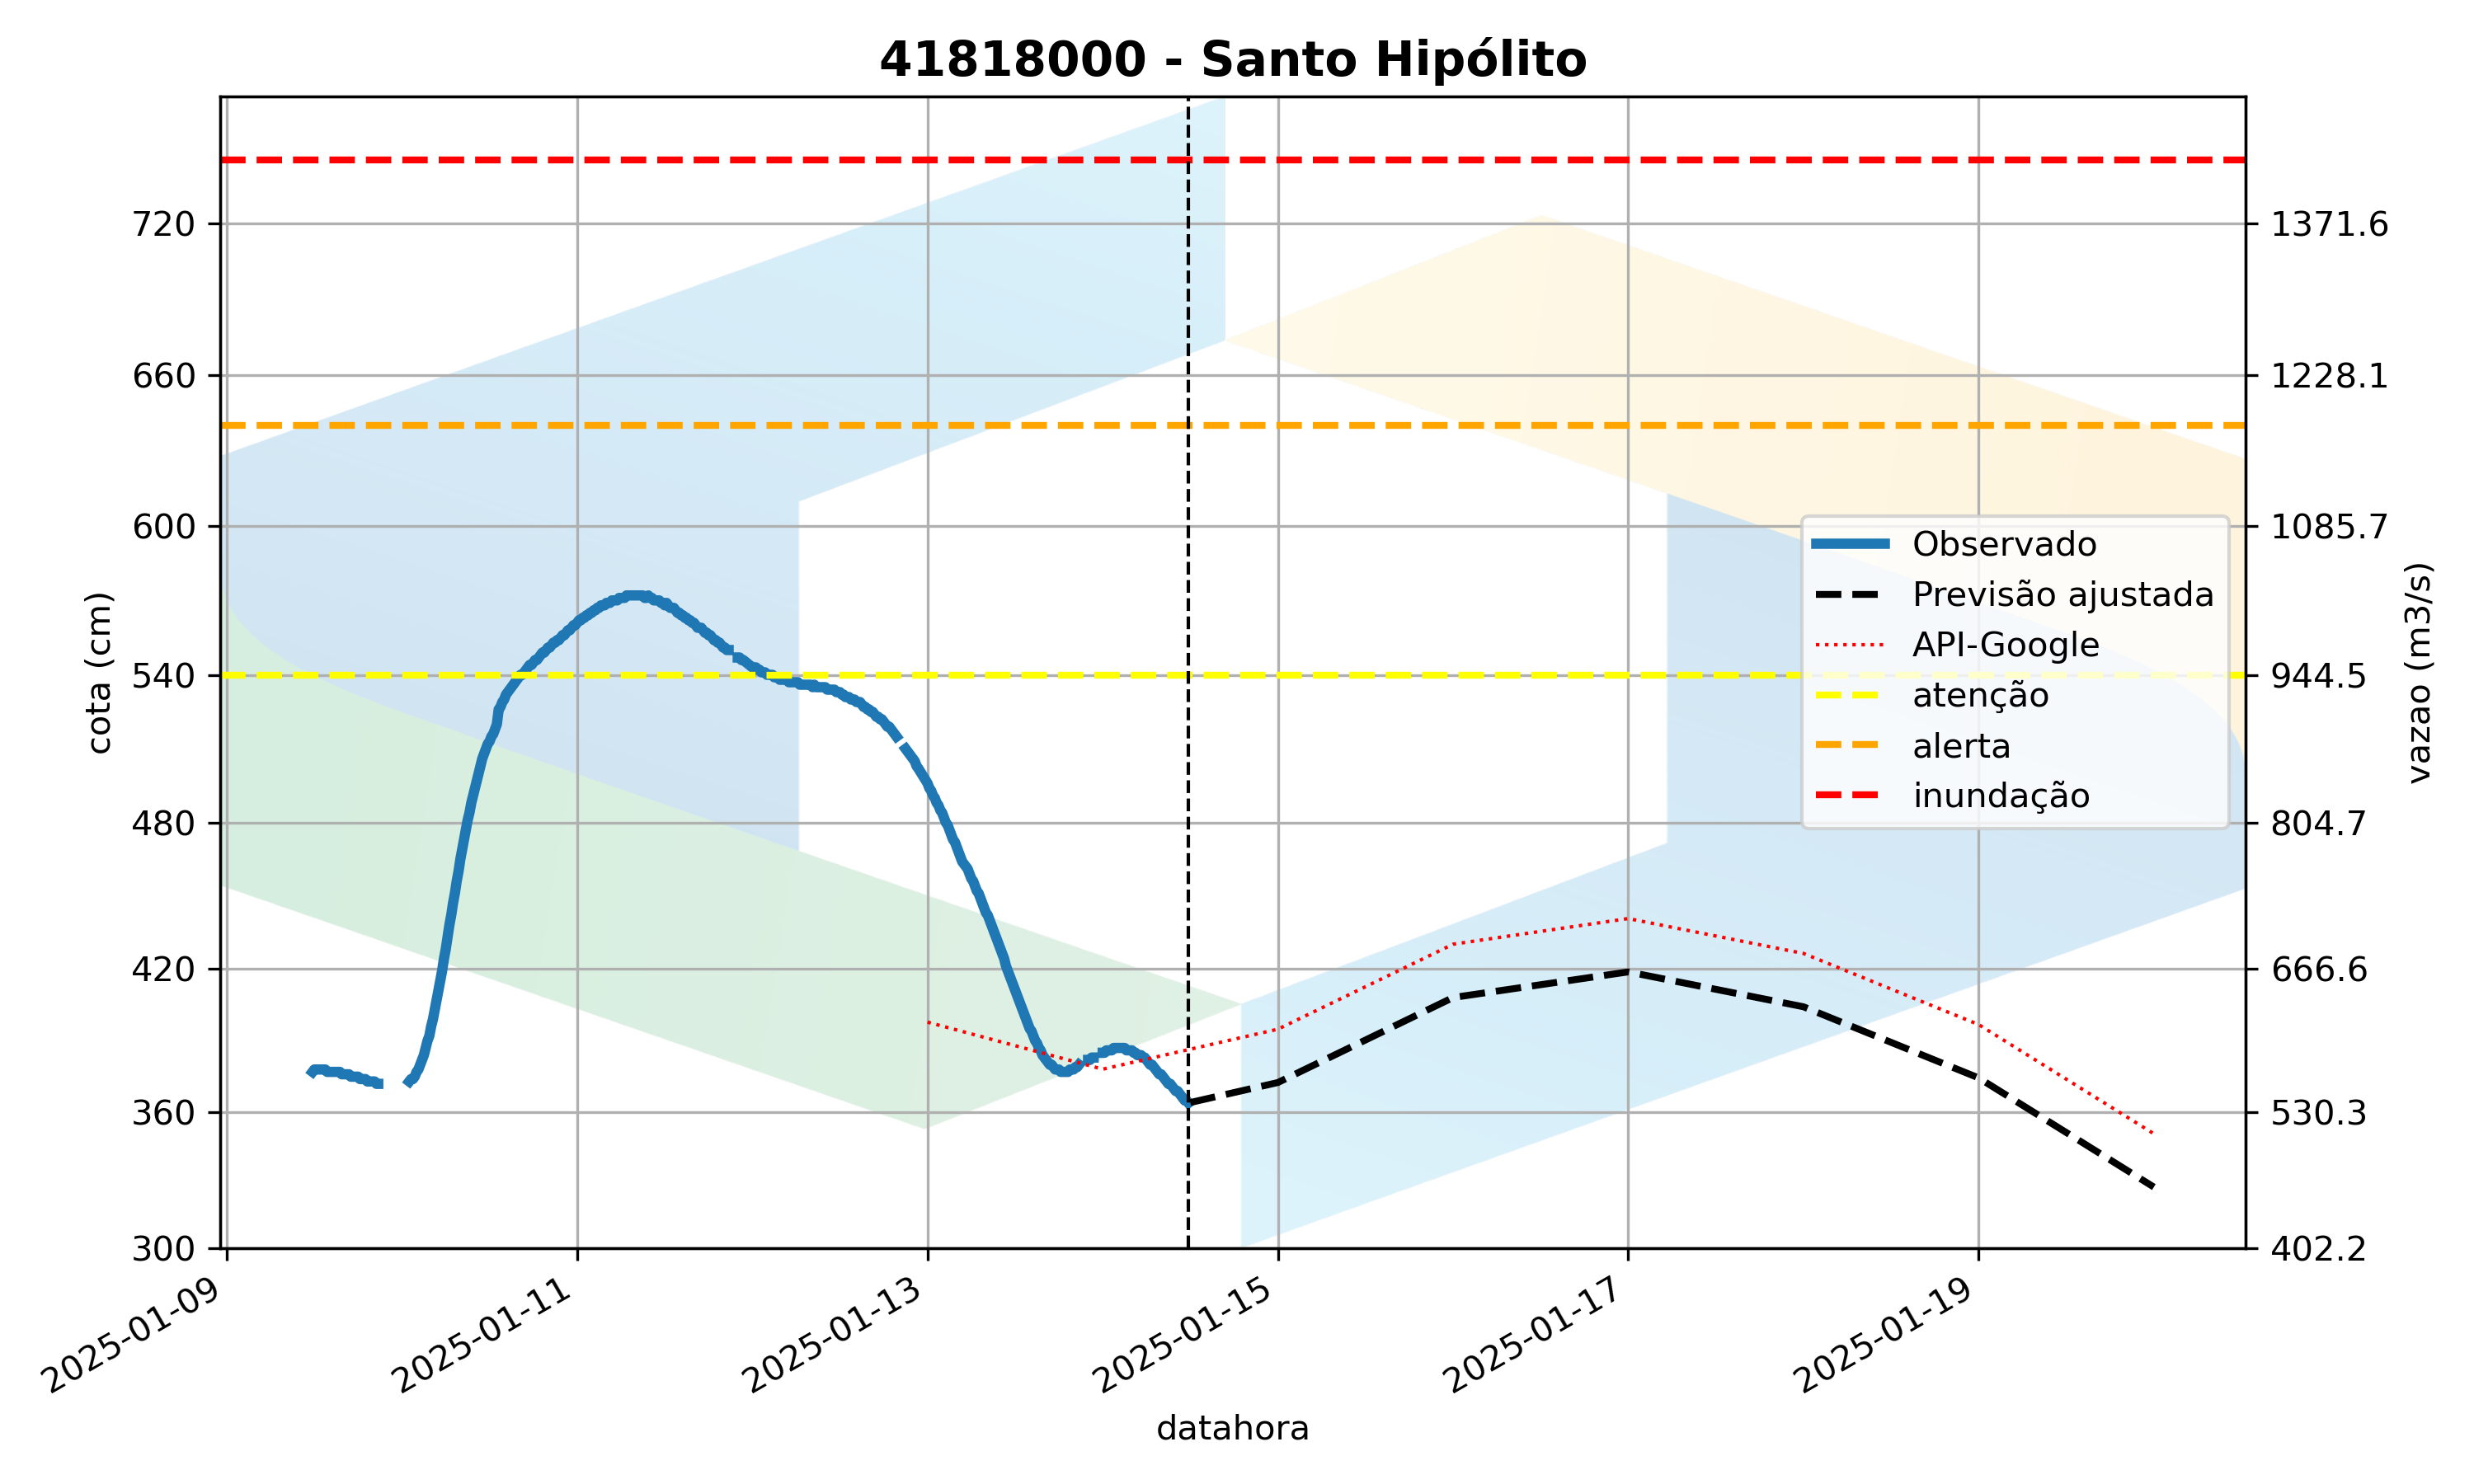 41818000 - Santo Hipólito
cota (cm)
720
660
600
540
480
420
360
300
1371.6
1228.1
1085.7
944.5
804.7
666.6
530.3
402.2
vazao (m3/s)
Observado
Previsão ajustada
API-Google
atenção
alerta
inundação
2025-01-09
2025-01-11
2025-01-13
2025-01-15
2025-01-17
2025-01-19
datahora